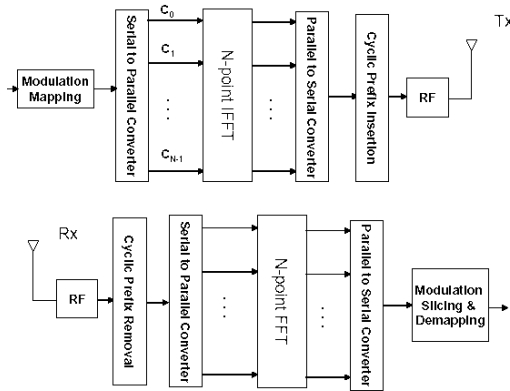 Modulation
Mapping
Serial to Parallel Converter
C0
C1
. . .
CN-1
N-point IFFT
. . .
Parallel to Serial Converter
Cyclic Prefix Insertion
RF
Tx
Rx
RF
Cyclic Prefix Removal
Serial to Parallel Converter
. . .
N-point FFT
. . .
Parallel to Serial Converter
Modulation
Slicing &
Demapping